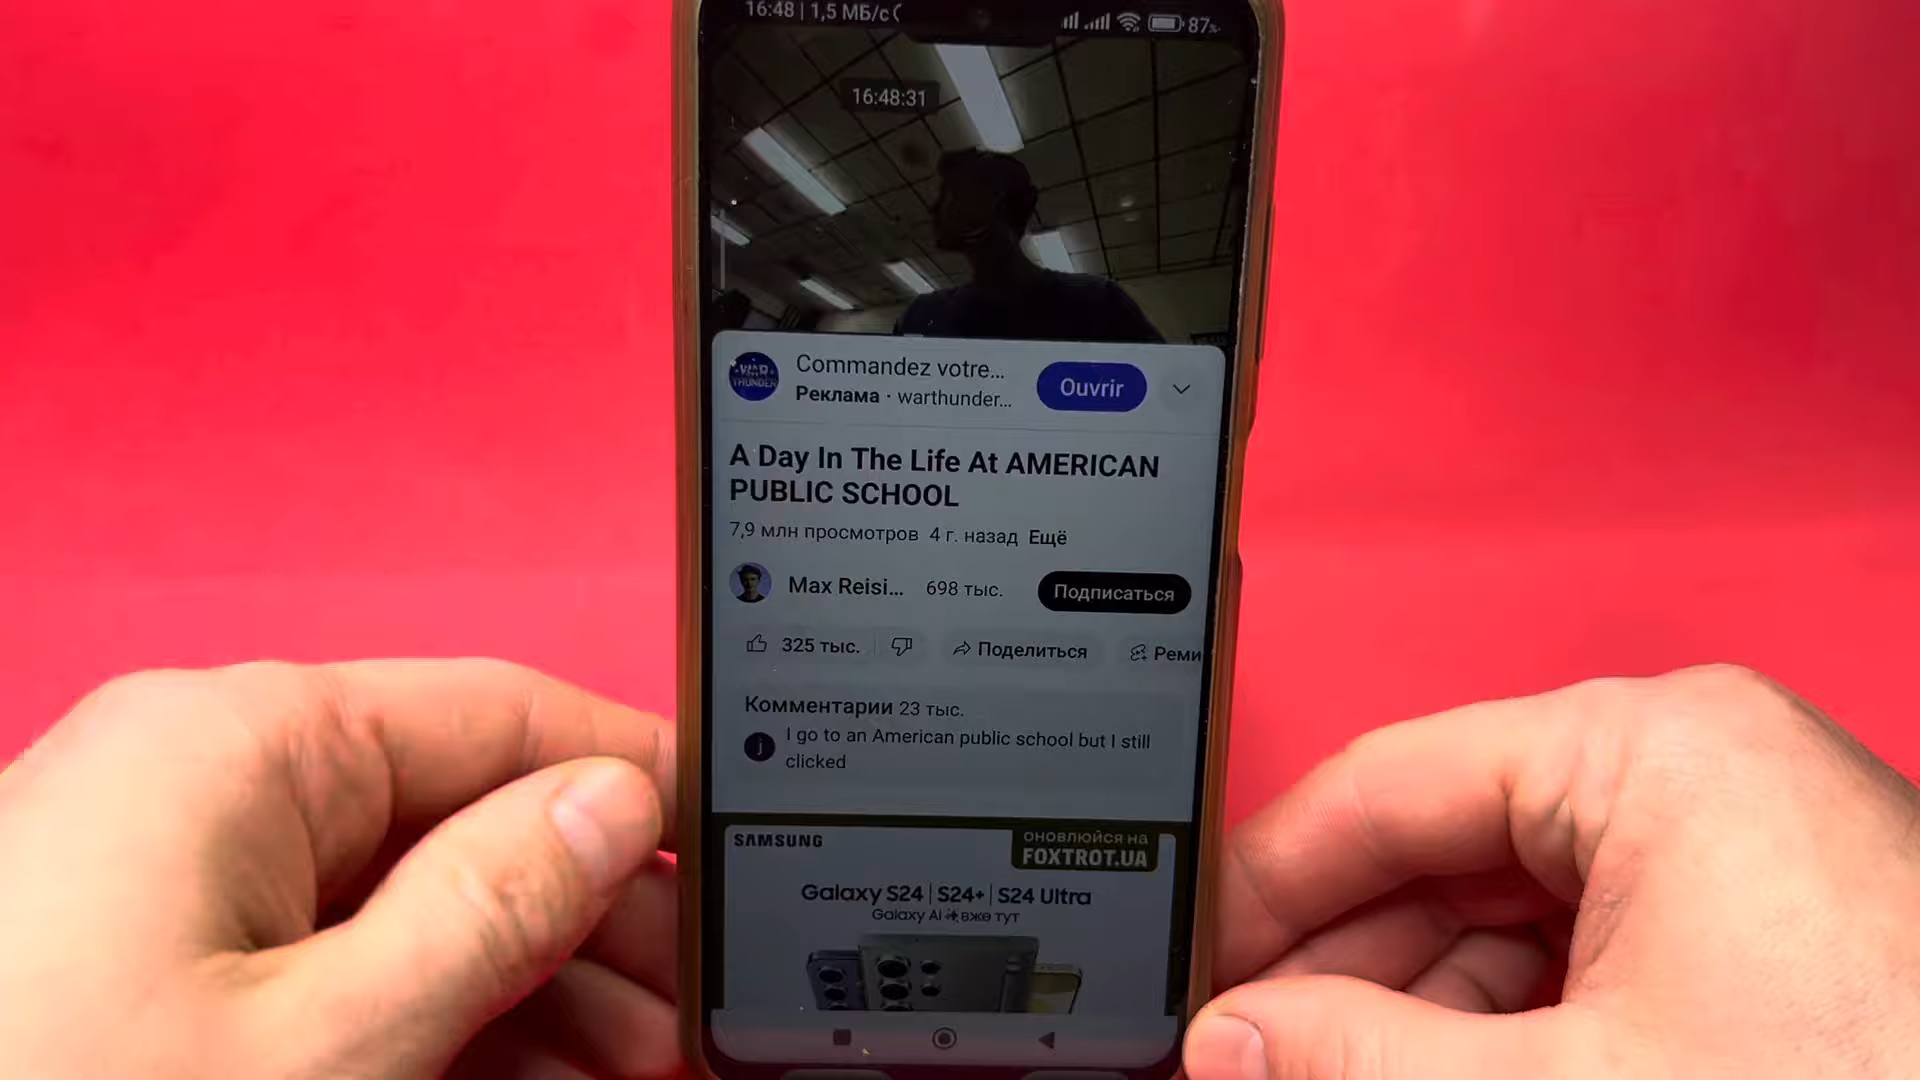 16:48 | 1,5 МБ/с
87%
16:48:31
WAR THUNDER
Commandez votre...
Реклама · warthunder...
Ouvrir
A Day In The Life At AMERICAN
PUBLIC SCHOOL
7,9 млн просмотров 4 г. назад Ещё
Max Reisi... 698 тыс.
Подписаться
325 тыс.
Поделиться
Реми
Комментарии 23 тыс.
j
I go to an American public school but I still
clicked
SAMSUNG
ОНОВЛЮЙСЯ НА
FOXTROT.UA
Galaxy S24 | S24+ | S24 Ultra
Galaxy AI вже тут